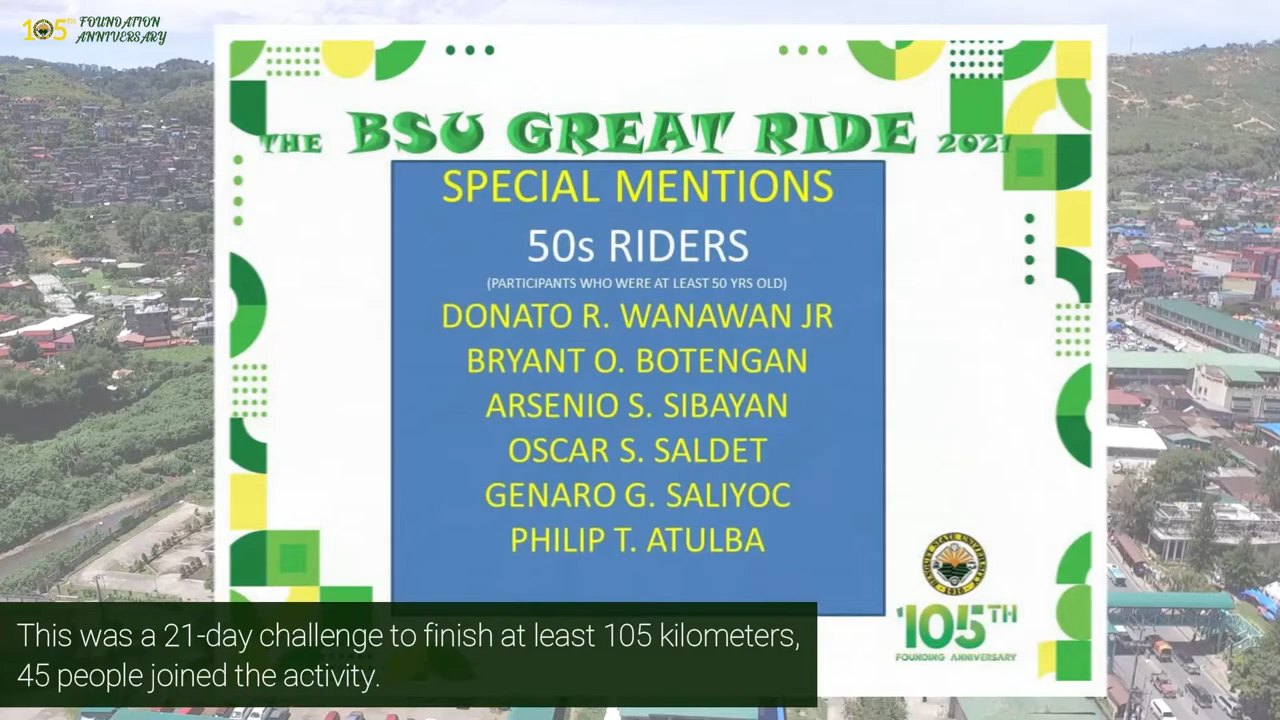 105TH FOUNDATION
ANNIVERSARY
THE BSU GREAT RIDE 2021
SPECIAL MENTIONS
50s RIDERS
(PARTICIPANTS WHO WERE AT LEAST 50 YRS OLD)
DONATO R. WANAWAN JR
BRYANT O. BOTENGAN
ARSENIO S. SIBAYAN
OSCAR S. SALDET
GENARO G. SALIYOC
PHILIP T. ATULBA
105TH
FOUNDING ANNIVERSARY
This was a 21-day challenge to finish at least 105 kilometers,
45 people joined the activity.